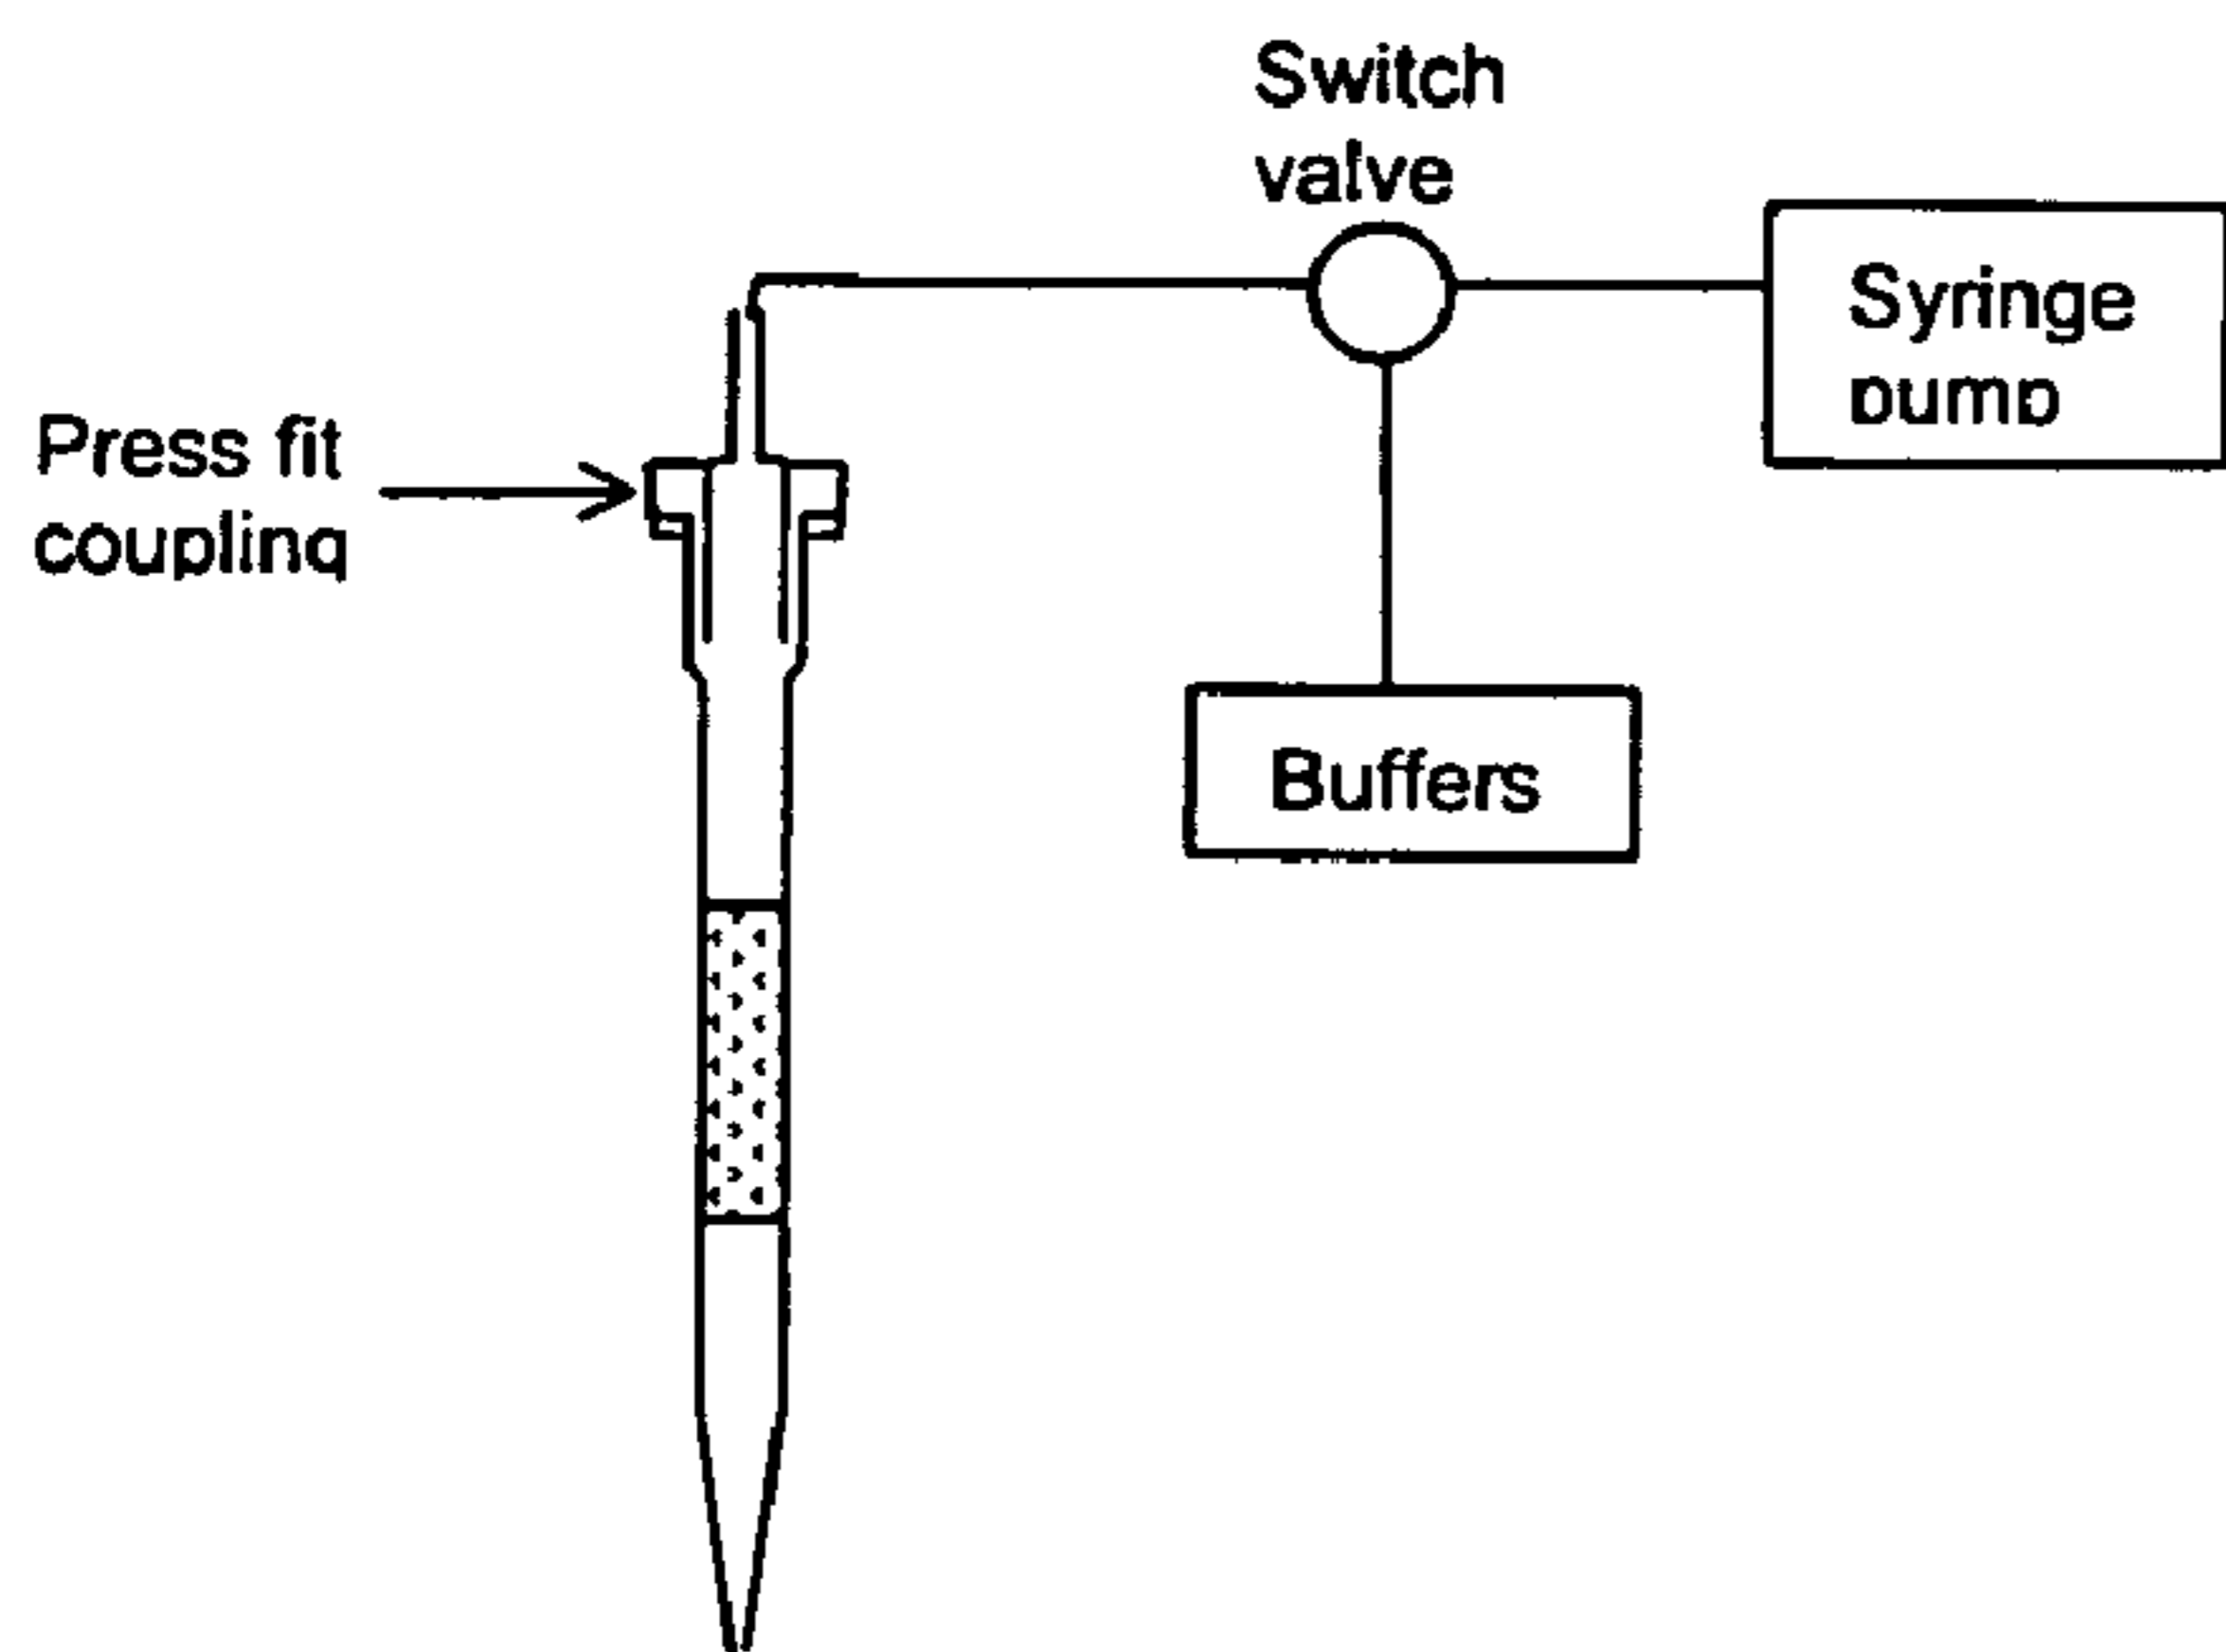 Switch
valve
Syringe
pump
Press fit
coupling
Buffers